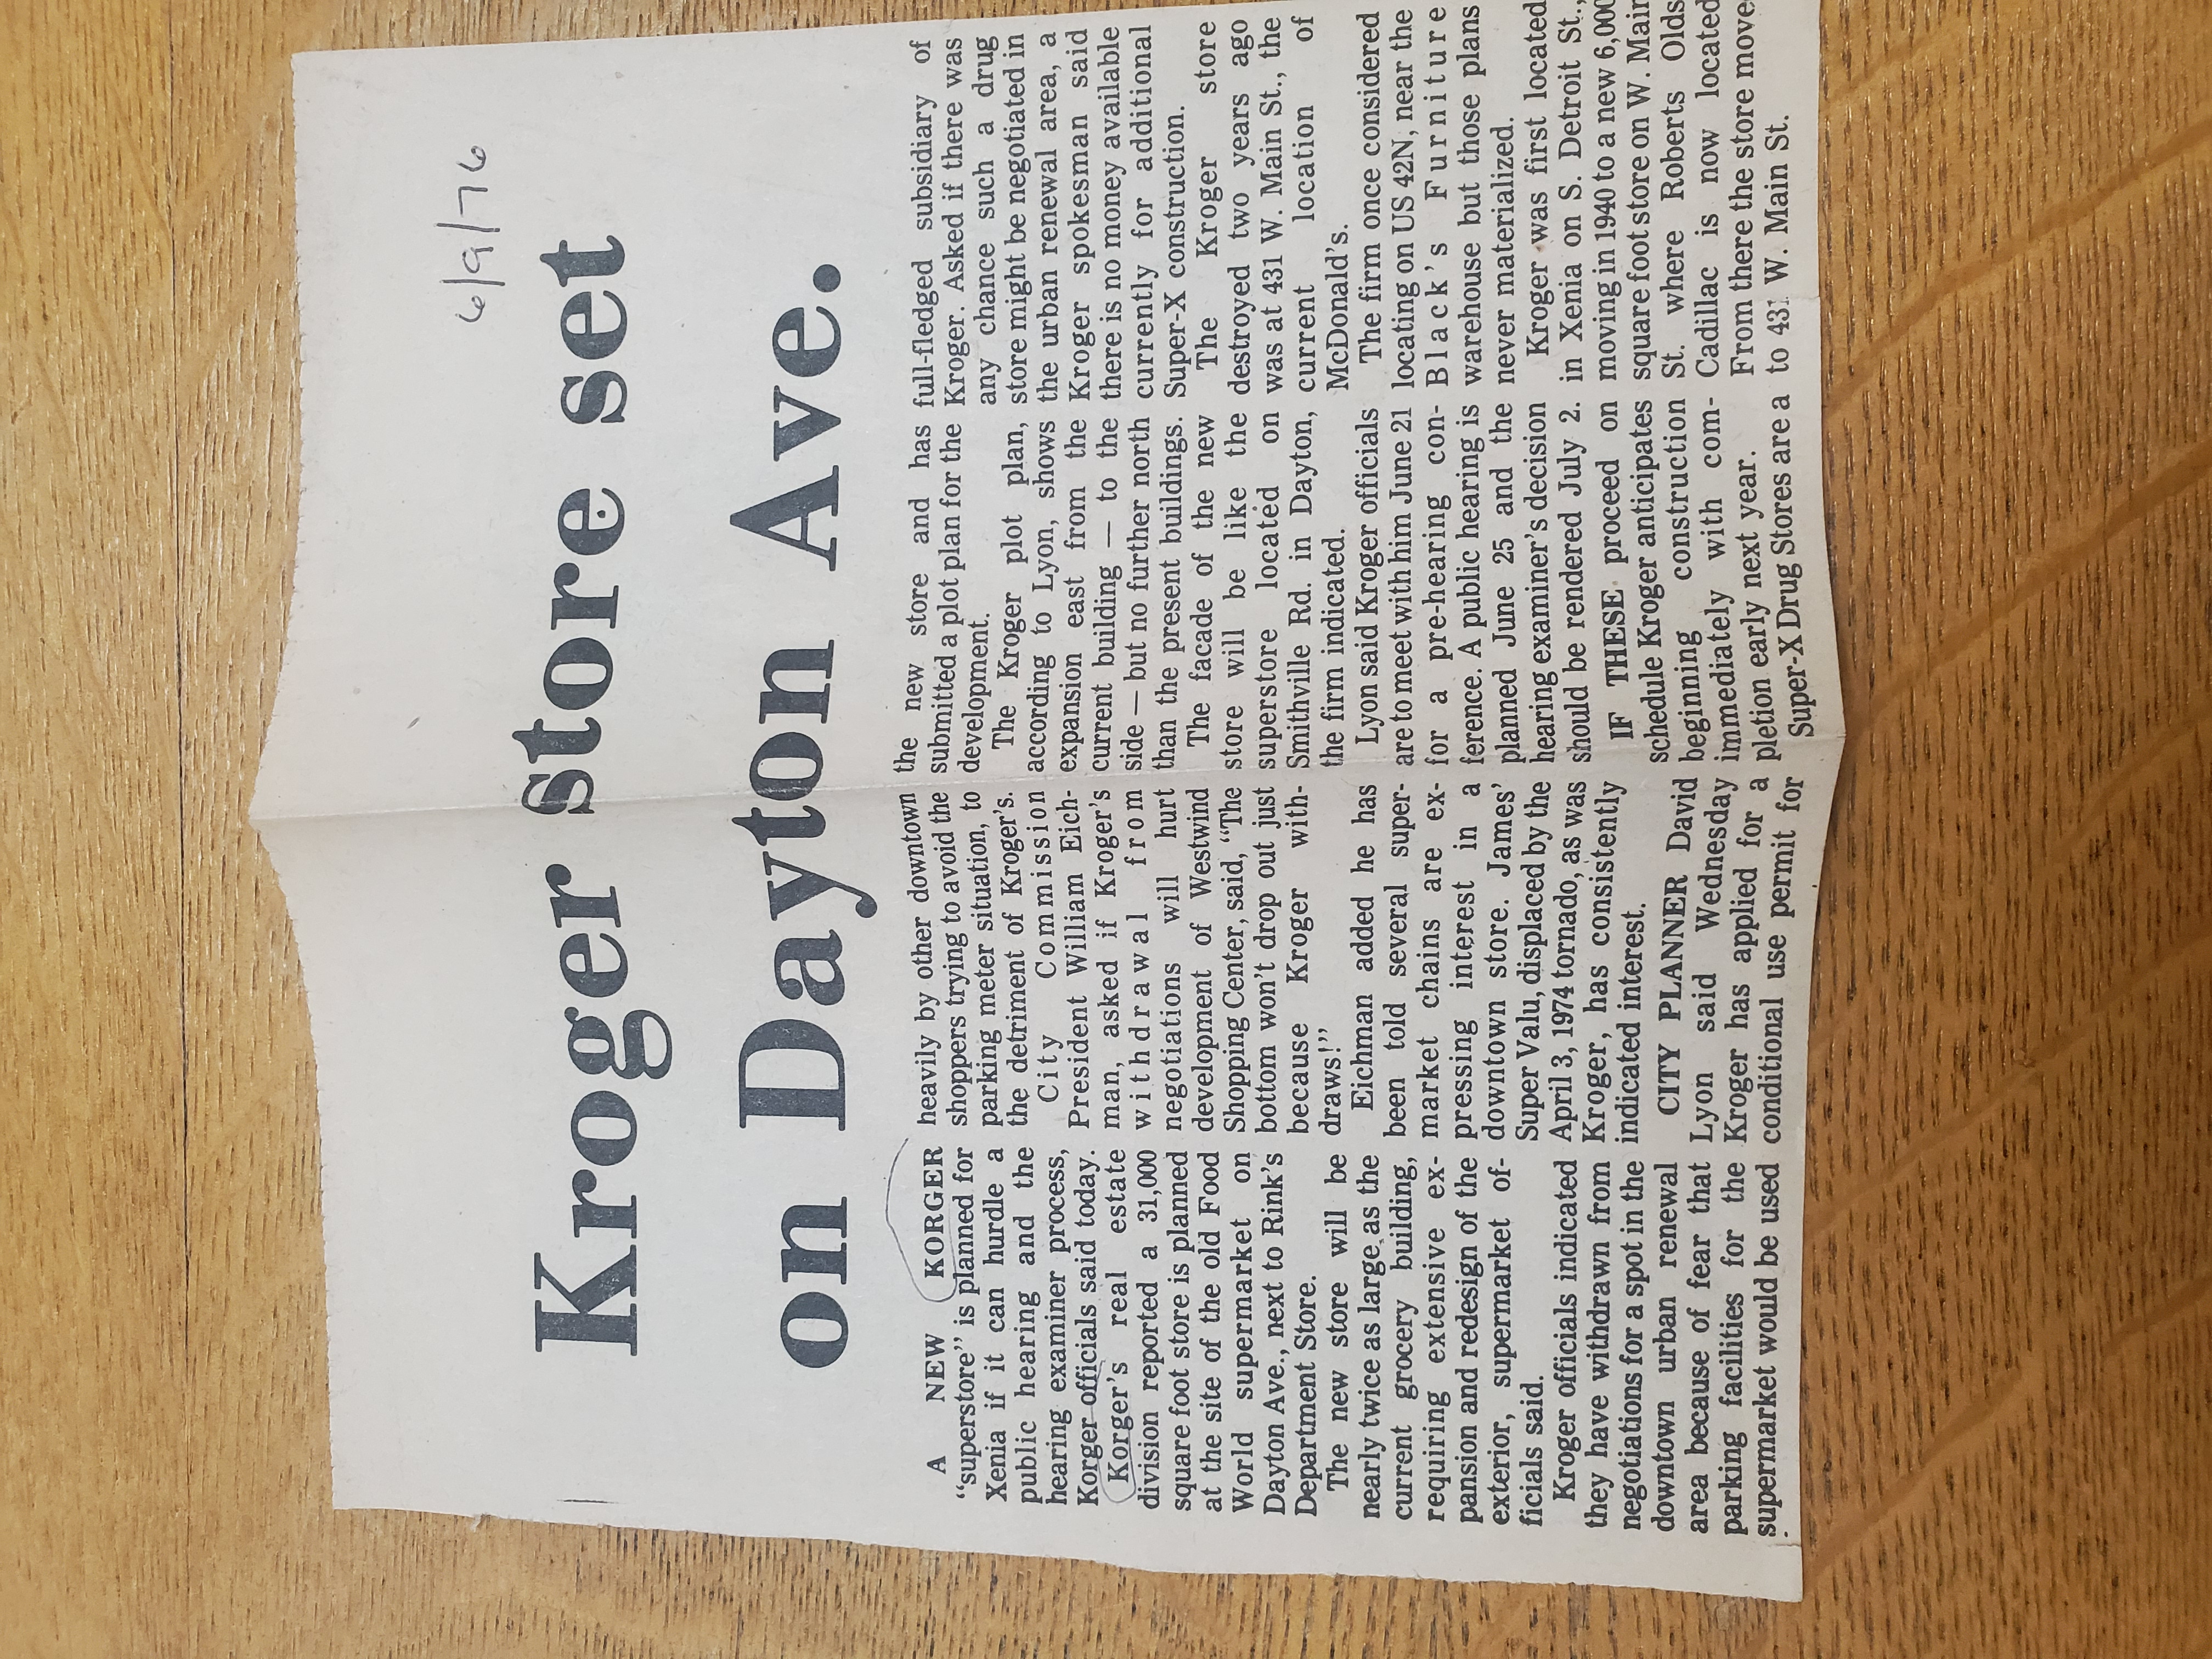 6/9/76
Kroger store set
on Dayton Ave.
A NEW KORGER
“superstore” is planned for
Xenia if it can hurdle a
public hearing and the
hearing examiner process,
Korger officials said today.
Korger's real estate
division reported a 31,000
square foot store is planned
at the site of the old Food
World supermarket on
Dayton Ave., next to Rink's
Department Store.
The new store will be
nearly twice as large as the
current grocery building,
requiring extensive ex-
pansion and redesign of the
exterior, supermarket of-
ficials said.
Kroger officials indicated
they have withdrawn from
negotiations for a spot in the
downtown urban renewal
area because of fear that
parking facilities for the
supermarket would be used
heavily by other downtown
shoppers trying to avoid the
parking meter situation, to
the detriment of Kroger's.
City Commission
President William Eich-
man, asked if Kroger's
withdrawal from
negotiations will hurt
development of Westwind
Shopping Center, said, “The
bottom won't drop out just
because Kroger with-
draws!”
Eichman added he has
been told several super-
market chains are ex-
pressing interest in a
downtown store. James'
Super Valu, displaced by the
April 3, 1974 tornado, as was
Kroger, has consistently
indicated interest.
CITY PLANNER David
Lyon said Wednesday
Kroger has applied for a
conditional use permit for
the new store and has
submitted a plot plan for the
development.
The Kroger plot plan,
according to Lyon, shows
expansion east from the
current building — to the
side — but no further north
than the present buildings.
The facade of the new
store will be like the
superstore located on
Smithville Rd. in Dayton,
the firm indicated.
Lyon said Kroger officials
are to meet with him June 21
for a pre-hearing con-
ference. A public hearing is
planned June 25 and the
hearing examiner's decision
should be rendered July 2.
IF THESE proceed on
schedule Kroger anticipates
beginning construction
immediately with com-
pletion early next year.
Super-X Drug Stores are a
full-fledged subsidiary of
Kroger. Asked if there was
any chance such a drug
store might be negotiated in
the urban renewal area, a
Kroger spokesman said
there is no money available
currently for additional
Super-X construction.
The Kroger store
destroyed two years ago
was at 431 W. Main St., the
current location of
McDonald's.
The firm once considered
locating on US 42N, near the
Black's Furniture
warehouse but those plans
never materialized.
Kroger was first located
in Xenia on S. Detroit St.,
moving in 1940 to a new 6,000
square foot store on W. Main
St. where Roberts Olds
Cadillac is now located
From there the store move
to 431 W. Main St.